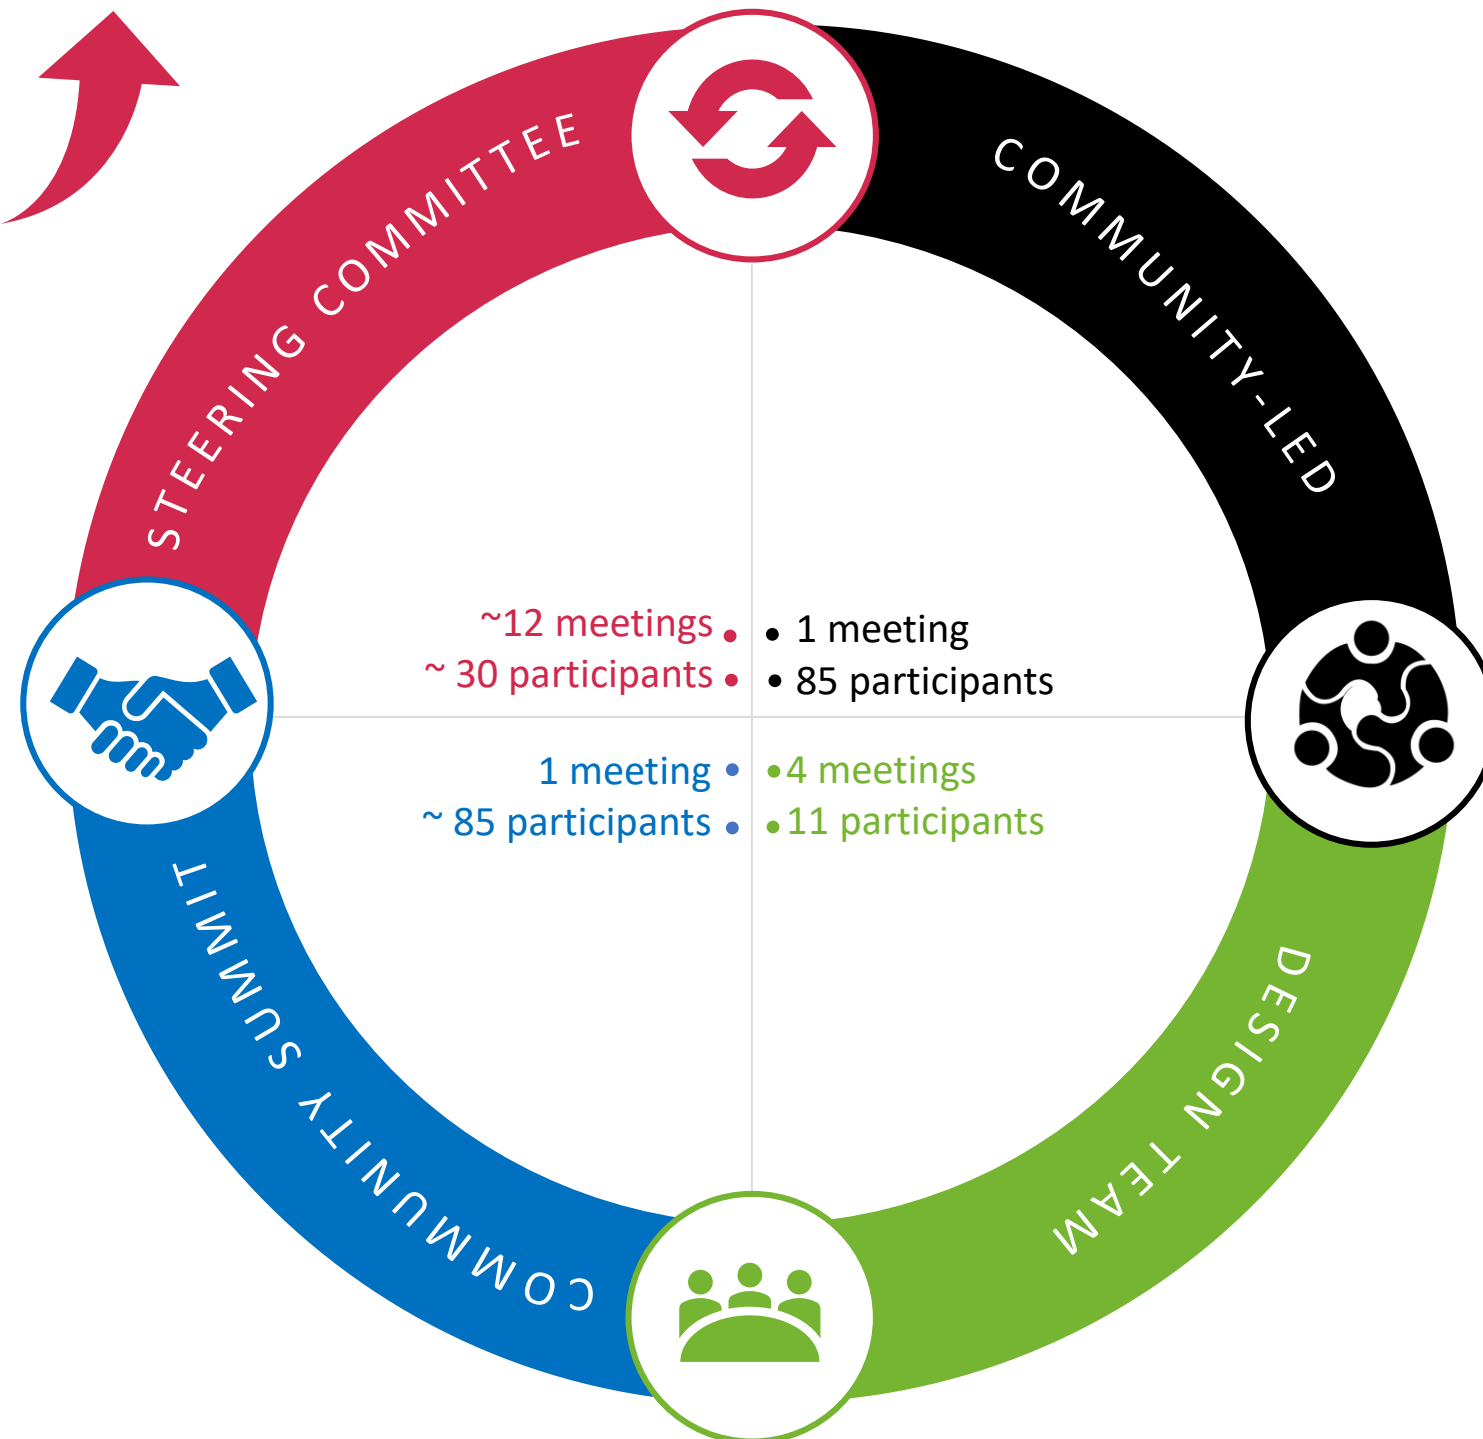 STEERING COMMITTEE
COMMUNITY-LED
~12 meetings
~ 30 participants
1 meeting
85 participants
1 meeting
~ 85 participants
4 meetings
11 participants
COMMUNITY SUMMIT
DESIGN TEAM